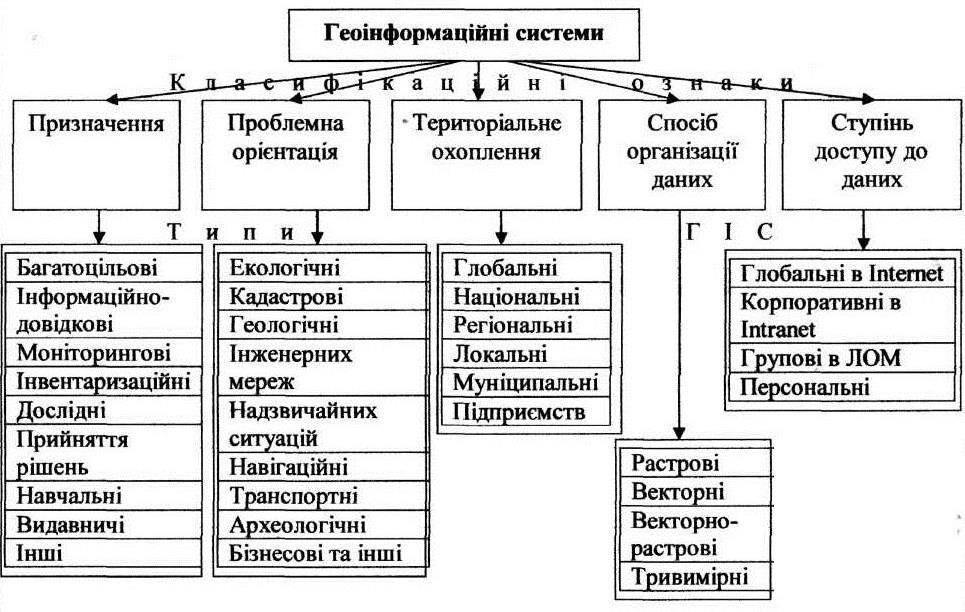 Геоінформаційні системи
Класифікаційні ознаки
Призначення
Проблемна
орієнтація
Територіальне
охоплення
Спосіб
організації
даних
Ступінь
доступу до
даних
Типи ГІС
Багатоцільові
Інформаційно-
довідкові
Моніторингові
Інвентаризаційні
Дослідні
Прийняття
рішень
Навчальні
Видавничі
Інші
Екологічні
Кадастрові
Геологічні
Інженерних
мереж
Надзвичайних
ситуацій
Навігаційні
Транспортні
Археологічні
Бізнесові та інші
Глобальні
Національні
Регіональні
Локальні
Муніципальні
Підприємств
Растрові
Векторні
Векторно-
растрові
Тривимірні
Глобальні в Internet
Корпоративні в
Intranet
Групові в ЛОМ
Персональні